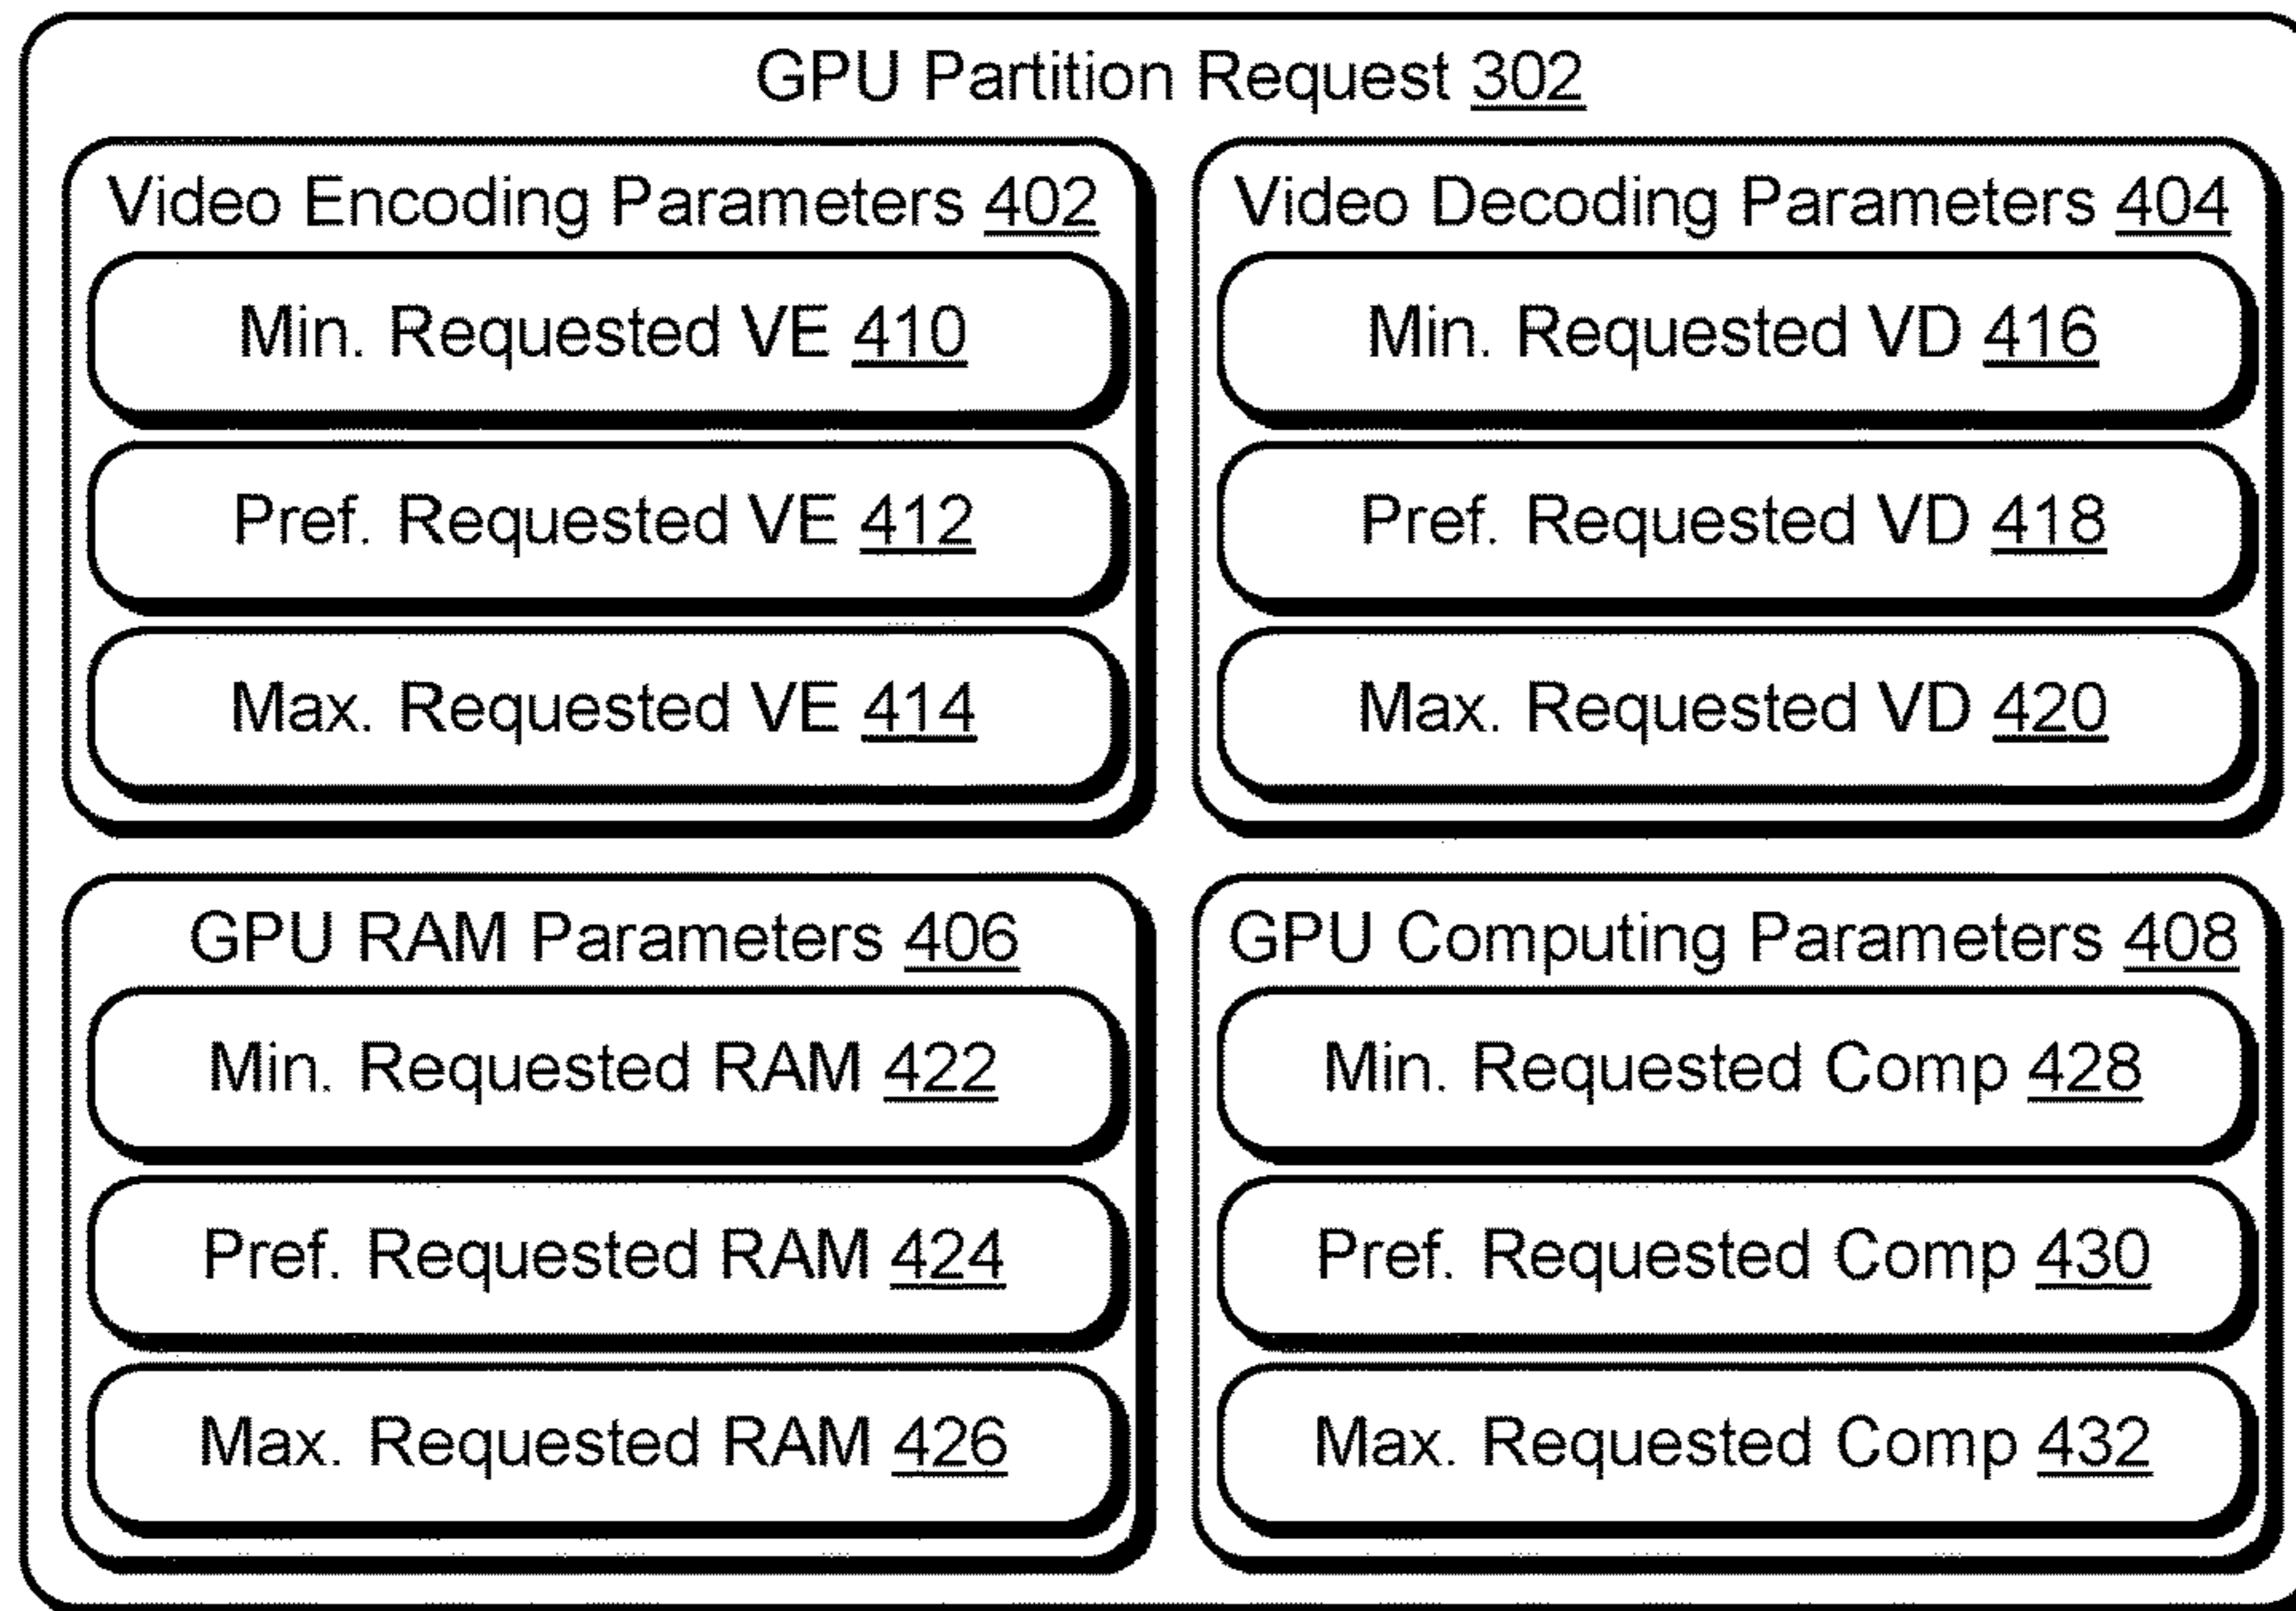 GPU Partition Request 302
Video Encoding Parameters 402
Min. Requested VE 410
Pref. Requested VE 412
Max. Requested VE 414
Video Decoding Parameters 404
Min. Requested VD 416
Pref. Requested VD 418
Max. Requested VD 420
GPU RAM Parameters 406
Min. Requested RAM 422
Pref. Requested RAM 424
Max. Requested RAM 426
GPU Computing Parameters 408
Min. Requested Comp 428
Pref. Requested Comp 430
Max. Requested Comp 432